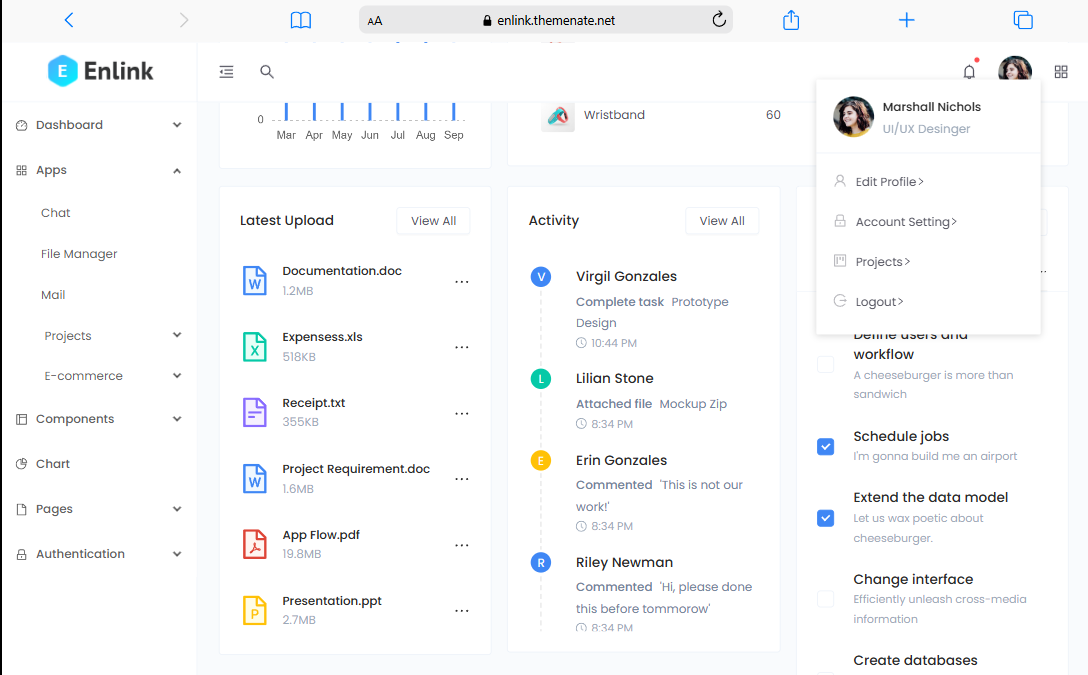 AA
enlink.themenate.net
E Enlink
Dashboard
Apps
Chat
File Manager
Mail
Projects
E-commerce
Components
Chart
Pages
Authentication
0
Mar Apr May Jun Jul Aug Sep
Wristband 60
Marshall Nichols
UI/UX Desinger
Edit Profile>
Account Setting>
Projects>
Logout>
Latest Upload View All
W Documentation.doc
1.2MB
X Expensess.xls
518KB
Receipt.txt
355KB
W Project Requirement.doc
1.6MB
App Flow.pdf
19.8MB
P Presentation.ppt
2.7MB
Activity View All
V Virgil Gonzales
Complete task Prototype
Design
10:44 PM
L Lilian Stone
Attached file Mockup Zip
8:34 PM
E Erin Gonzales
Commented 'This is not our
work!'
8:34 PM
R Riley Newman
Commented 'Hi, please done
this before tommorow'
8:34 PM
Define users and
workflow
A cheeseburger is more than
sandwich
Schedule jobs
I'm gonna build me an airport
Extend the data model
Let us wax poetic about
cheeseburger.
Change interface
Efficiently unleash cross-media
information
Create databases